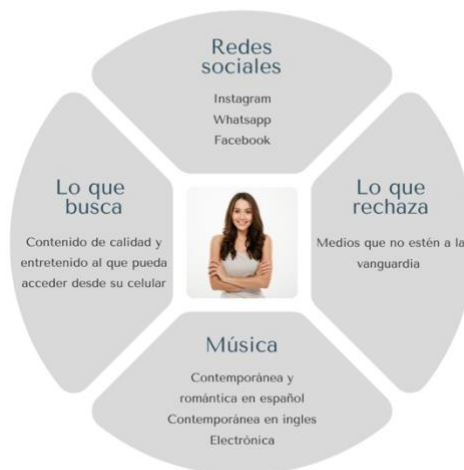 Redes
sociales
Instagram
Whatsapp
Facebook
Lo que
busca
Contenido de calidad y
entretenido al que pueda
acceder desde su celular
Lo que
rechaza
Medios que no estén a la
vanguardia
Música
Contemporánea y
romántica en español
Contemporánea en ingles
Electrónica